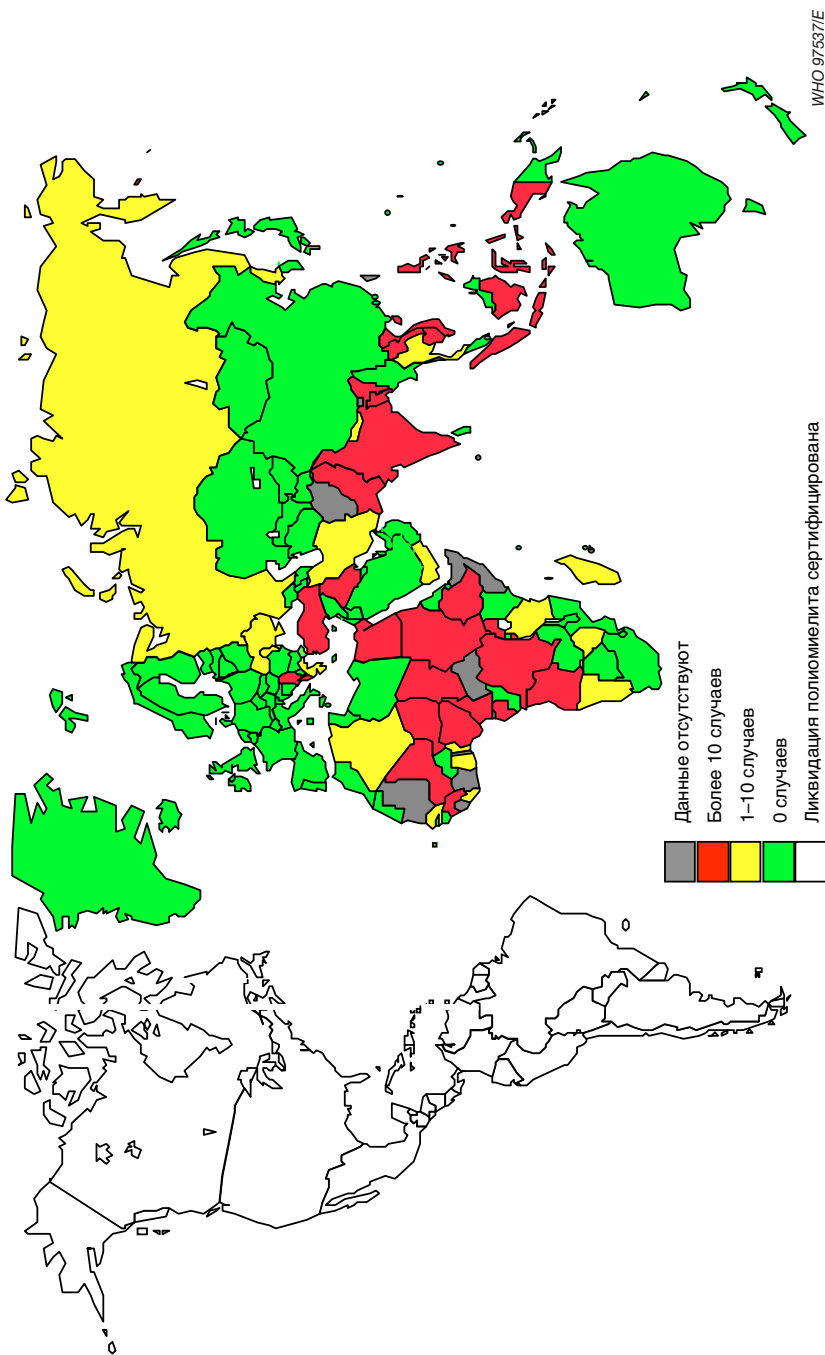 Данные отсутствуют
Более 10 случаев
1–10 случаев
0 случаев
Ликвидация полиомиелита сертифицирована
WHO 97537/E